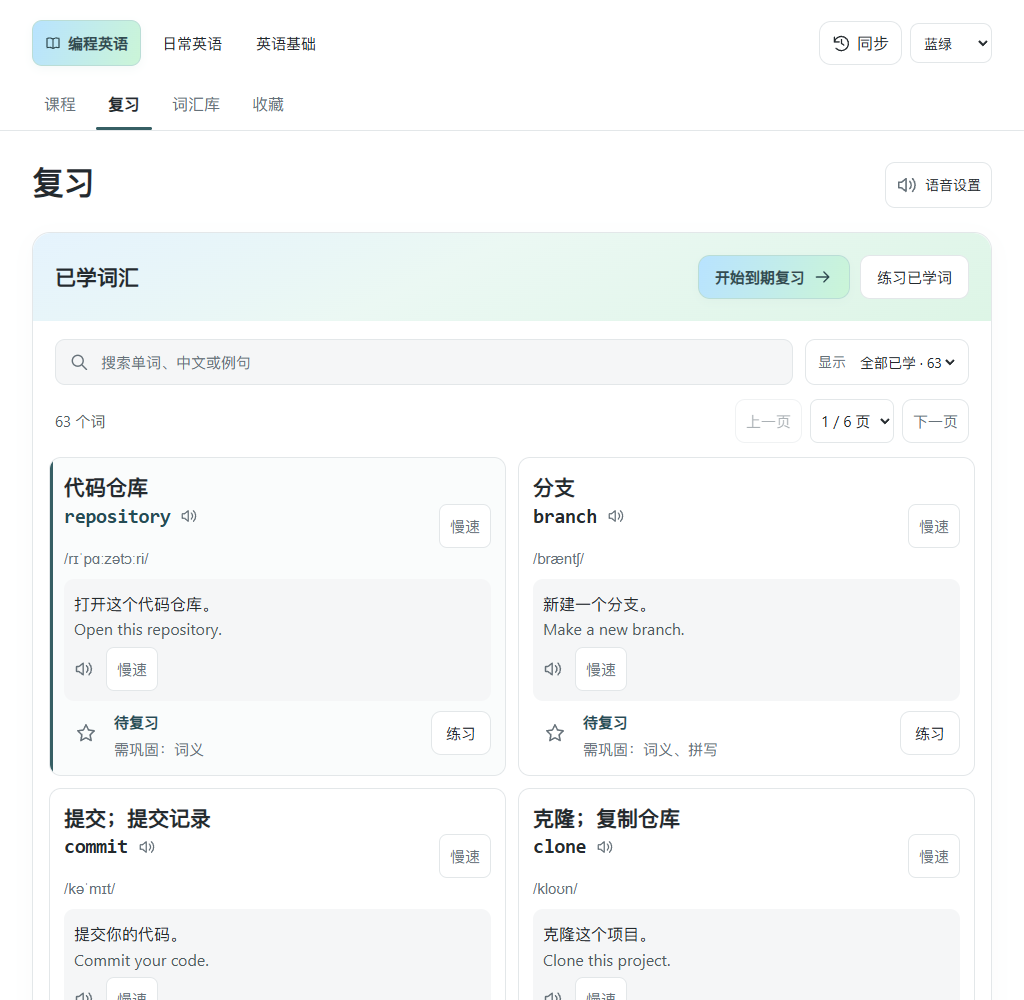 编程英语 日常英语 英语基础 同步 蓝绿
课程 复习 词汇库 收藏
复习 语音设置
已学词汇 开始到期复习 → 练习已学词
搜索单词、中文或例句 显示 全部已学 · 63
63 个词 上一页 1 / 6 页 下一页
代码仓库
repository
慢速
/rɪˈpɑːzətɔːri/
打开这个代码仓库。
Open this repository.
慢速
待复习
需巩固：词义
练习
分支
branch
慢速
/bræntʃ/
新建一个分支。
Make a new branch.
慢速
待复习
需巩固：词义、拼写
练习
提交；提交记录
commit
慢速
/kəˈmɪt/
提交你的代码。
Commit your code.
慢速
克隆；复制仓库
clone
慢速
/kloʊn/
克隆这个项目。
Clone this project.
慢速